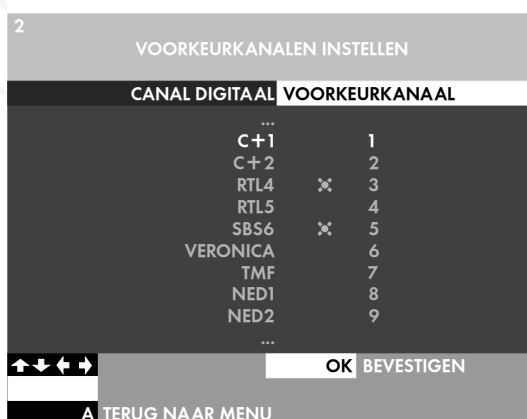 2
VOORKEURKANALEN INSTELLEN
CANAL DIGITAAL VOORKEURKANAAL
...
C+1 1
C+2 2
RTL4 3
RTL5 4
SBS6 5
VERONICA 6
TMF 7
NED1 8
NED2 9
...
OK BEVESTIGEN
A TERUG NAAR MENU